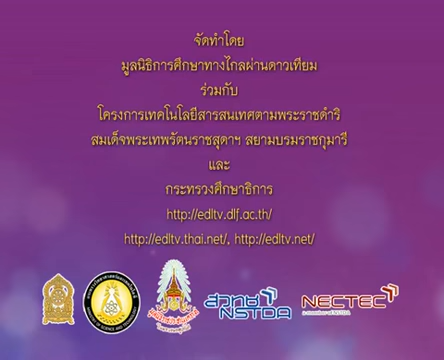 จัดทำโดย
มูลนิธิการศึกษาทางไกลผ่านดาวเทียม
ร่วมกับ
โครงการเทคโนโลยีสารสนเทศตามพระราชดำริ
สมเด็จพระเทพรัตนราชสุดาฯ สยามบรมราชกุมารี
และ
กระทรวงศึกษาธิการ
http://edltv.dlf.ac.th/
http://edltv.thai.net/, http://edltv.net/
สวทช
NSTDA
NECTEC
a member of NSTDA